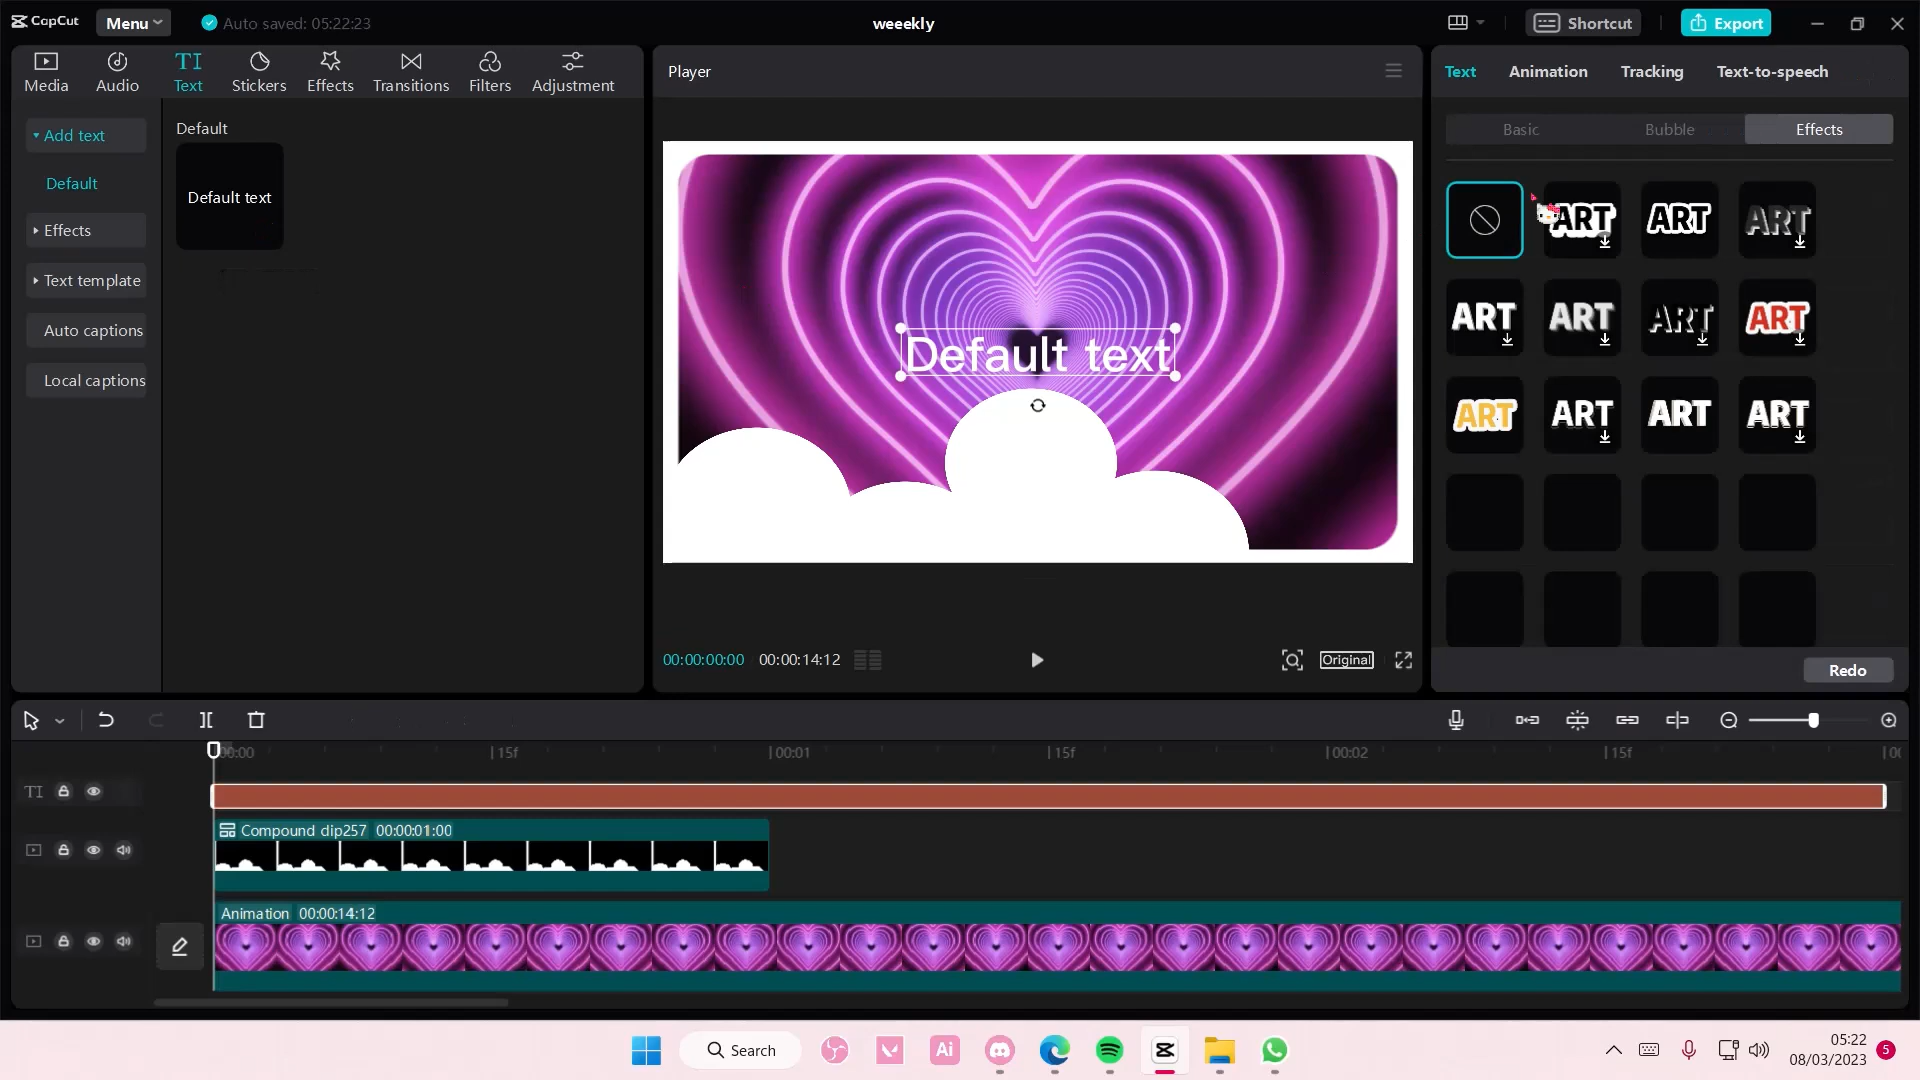 CapCut
Menu
Auto saved: 05:22:23
weeekly
Shortcut
Export
Media
Audio
TI
Text
Stickers
Effects
Transitions
Filters
Adjustment
Add text
Default
Effects
Text template
Auto captions
Local captions
Default
Default text
Player
Default text
00:00:00:00
00:00:14:12
Original
Text
Animation
Tracking
Text-to-speech
Basic
Bubble
Effects
ART
ART
ART
ART
ART
ART
ART
ART
ART
ART
ART
Redo
00:00
15f
00:01
15f
00:02
15f
TI
Compound clip257 00:00:01:00
Animation 00:00:14:12
Search
Ai
05:22
08/03/2023
5